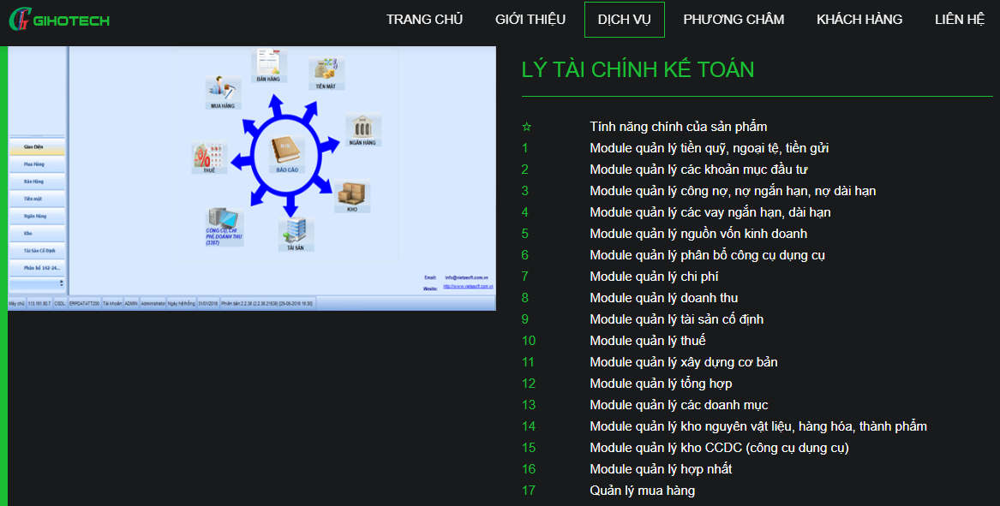 GIHOTECH
TRANG CHỦ
GIỚI THIỆU
DỊCH VỤ
PHƯƠNG CHÂM
KHÁCH HÀNG
LIÊN HỆ
BÁN HÀNG
TIỀN MẶT
MUA HÀNG
NGÂN HÀNG
THUẾ
BÁO CÁO
KHO
CÔNG CỤ, CHI
PHÍ, DOANH THU
(3387)
TÀI SẢN
Giao Diện
Mua Hàng
Bán Hàng
Tiền mặt
Ngân Hàng
Kho
Tài Sản Cố Định
Phân bổ 142-24...
Email: info@vietasoft.com.vn
Website: http://www.vietasoft.com.vn
Máy chủ: 113.161.80.7 CSDL: ERPDATATT200 Tài khoản: ADMIN Administrator Ngày hệ thống: 31/01/2016 Phiên bản:2.2.38 (2.2.38.21638) [29-06-2016 16:30]
LÝ TÀI CHÍNH KẾ TOÁN
☆ Tính năng chính của sản phẩm
1 Module quản lý tiền quỹ, ngoại tệ, tiền gửi
2 Module quản lý các khoản mục đầu tư
3 Module quản lý công nợ, nợ ngắn hạn, nợ dài hạn
4 Module quản lý các vay ngắn hạn, dài hạn
5 Module quản lý nguồn vốn kinh doanh
6 Module quản lý phân bổ công cụ dụng cụ
7 Module quản lý chi phí
8 Module quản lý doanh thu
9 Module quản lý tài sản cố định
10 Module quản lý thuế
11 Module quản lý xây dựng cơ bản
12 Module quản lý tổng hợp
13 Module quản lý các doanh mục
14 Module quản lý kho nguyên vật liệu, hàng hóa, thành phẩm
15 Module quản lý kho CCDC (công cụ dụng cụ)
16 Module quản lý hợp nhất
17 Quản lý mua hàng